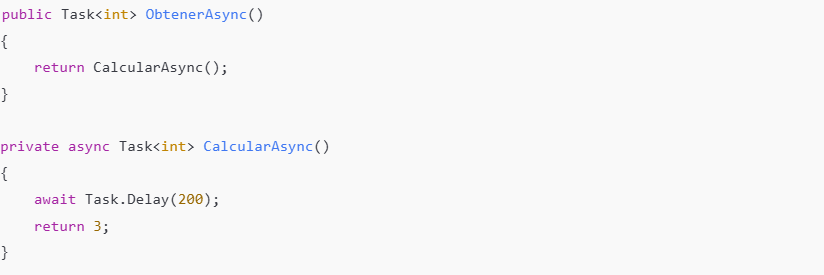 public Task<int> ObtenerAsync()
{
    return CalcularAsync();
}

private async Task<int> CalcularAsync()
{
    await Task.Delay(200);
    return 3;
}